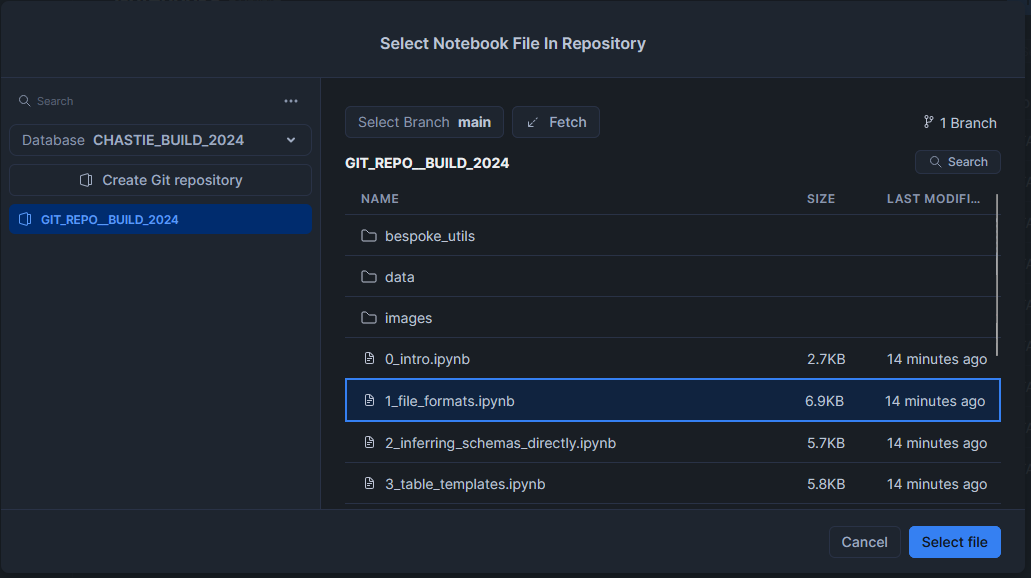 Select Notebook File In Repository
Search
Database CHASTIE_BUILD_2024
Create Git repository
GIT_REPO__BUILD_2024
Select Branch main
Fetch
1 Branch
GIT_REPO__BUILD_2024
Search
NAME SIZE LAST MODIFI...
bespoke_utils
data
images
0_intro.ipynb 2.7KB 14 minutes ago
1_file_formats.ipynb 6.9KB 14 minutes ago
2_inferring_schemas_directly.ipynb 5.7KB 14 minutes ago
3_table_templates.ipynb 5.8KB 14 minutes ago
Cancel
Select file